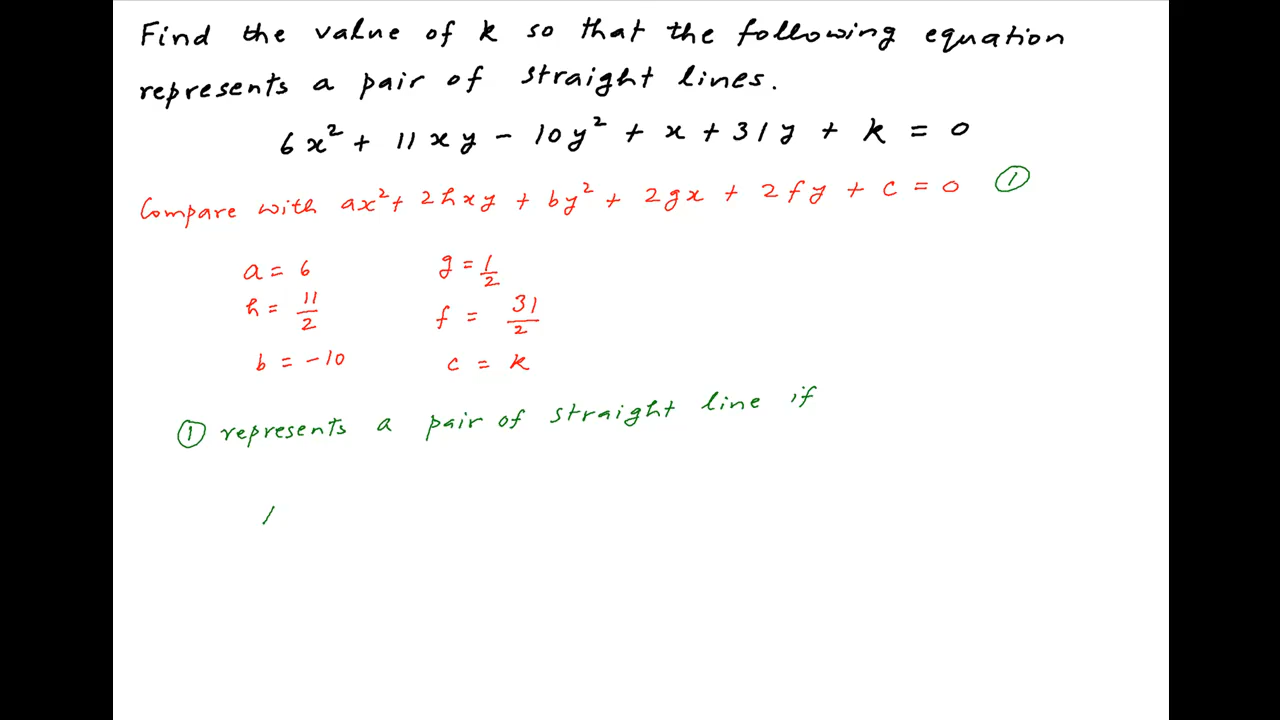 Find the value of k so that the following equation
represents a pair of straight lines.
6x² + 11xy - 10y² + x + 31y + k = 0
Compare with ax² + 2hxy + by² + 2gx + 2fy + c = 0 ①
a = 6 g = 1/2
h = 11/2 f = 31/2
b = -10 c = k
① represents a pair of straight line if